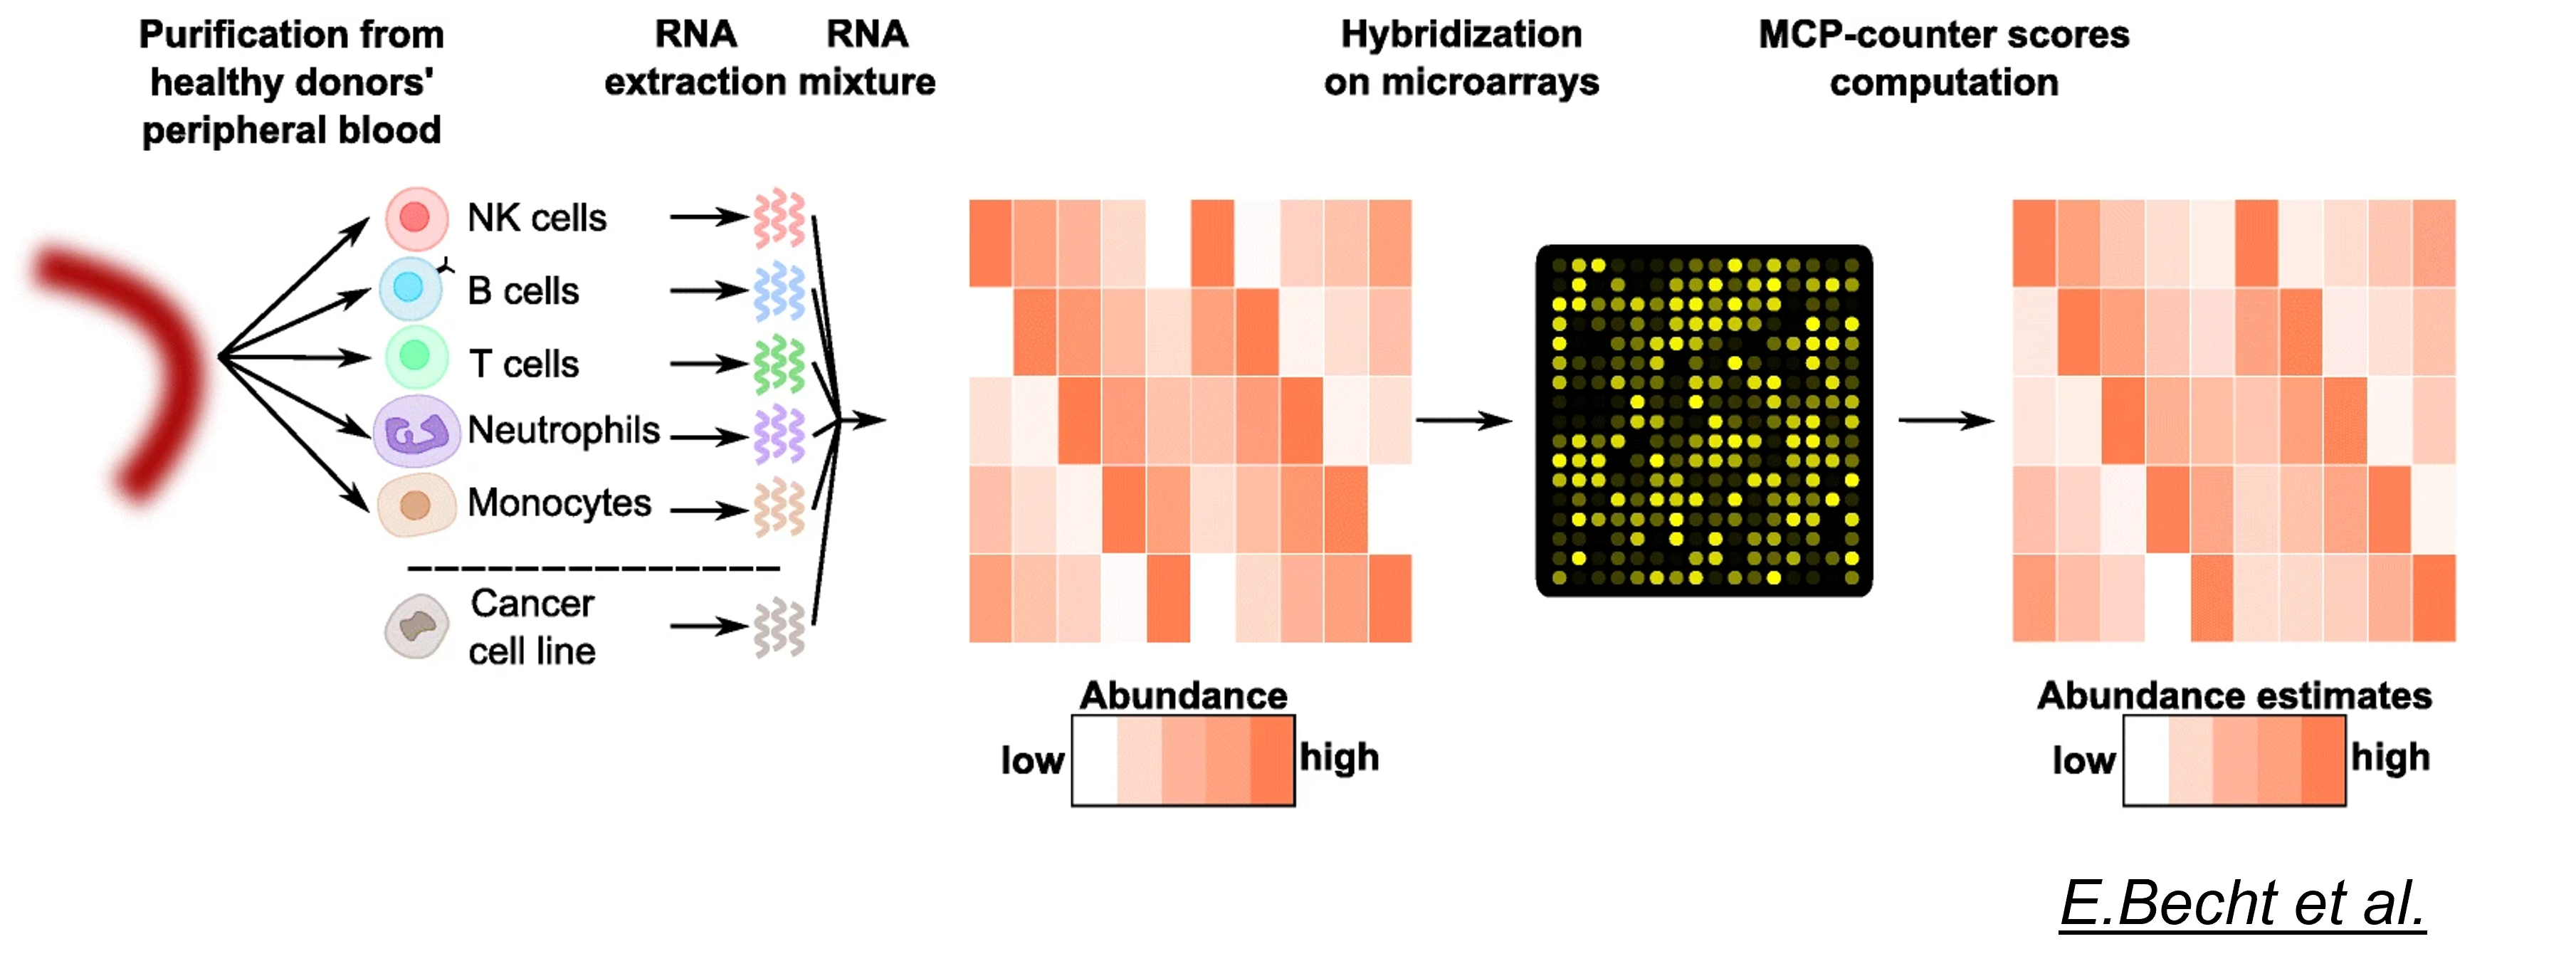 Purification from
healthy donors'
peripheral blood
RNA
extraction
RNA
mixture
Hybridization
on microarrays
MCP-counter scores
computation
NK cells
B cells
T cells
Neutrophils
Monocytes
Cancer
cell line
Abundance
low
high
Abundance estimates
low
high
E.Becht et al.